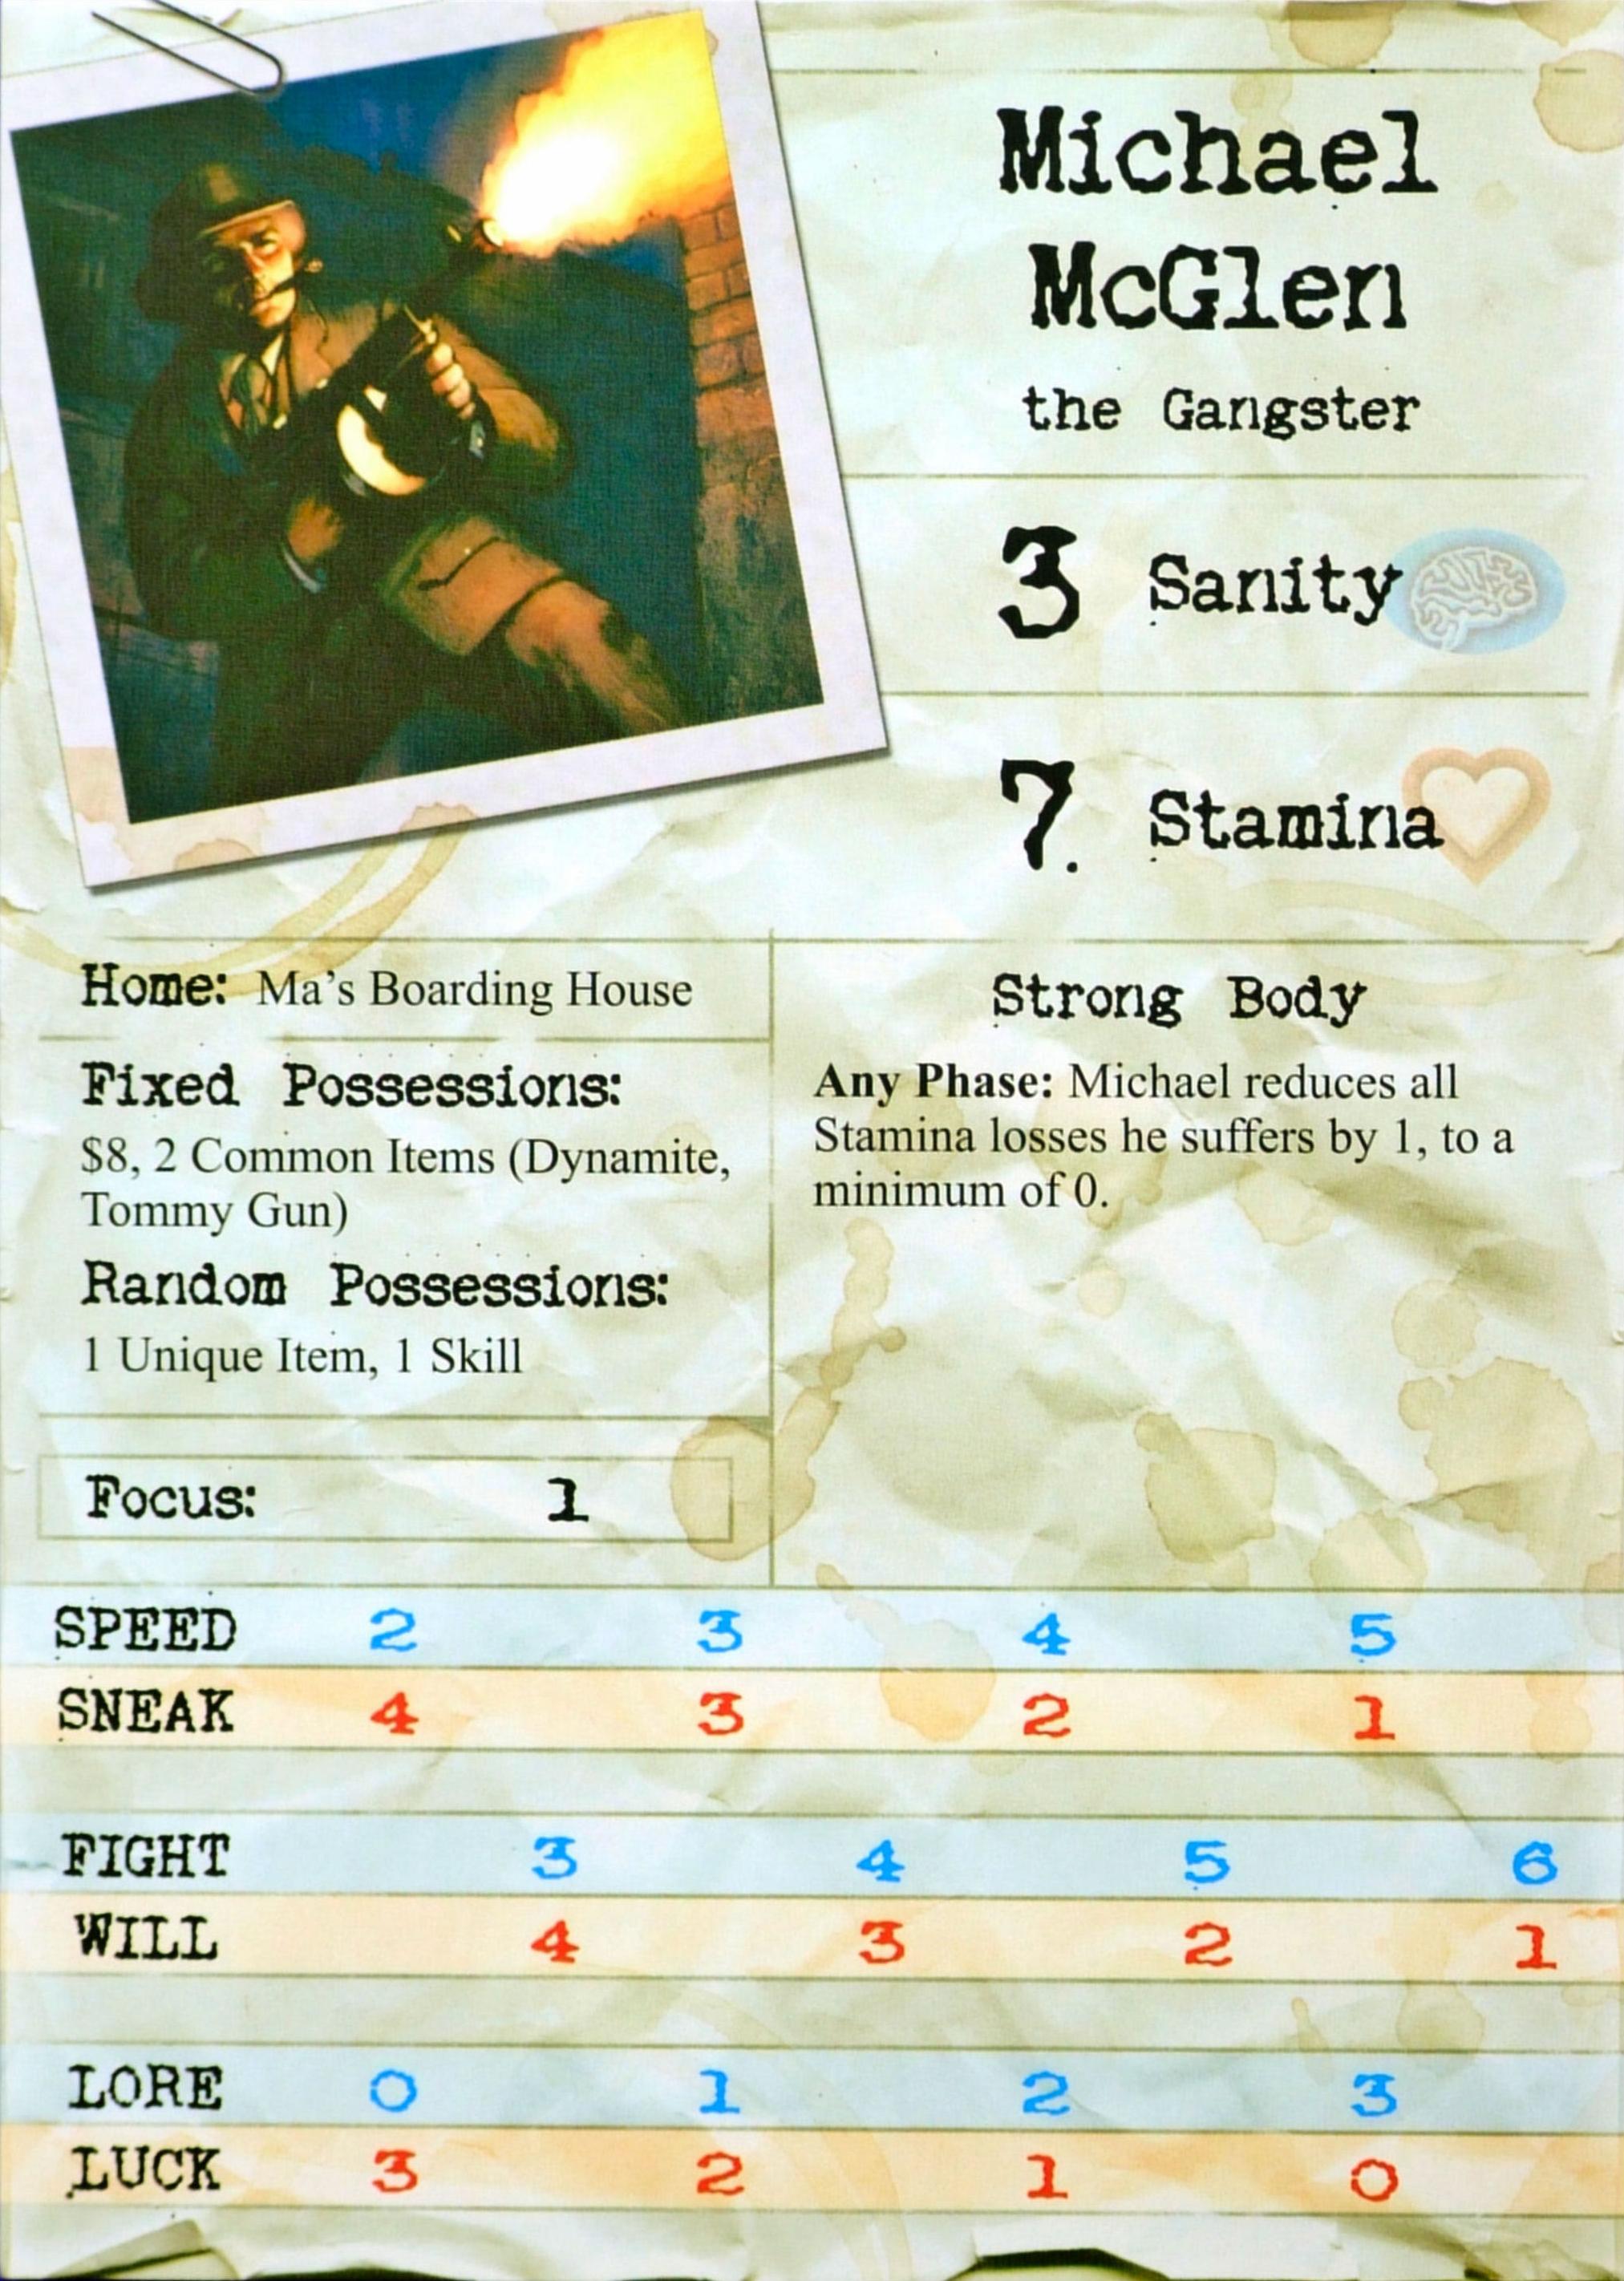 Michael
McGlen
the Gangster
3 Sanity
7 Stamina
Home: Ma's Boarding House
Fixed Possessions:
$8, 2 Common Items (Dynamite,
Tommy Gun)
Random Possessions:
1 Unique Item, 1 Skill
Focus: 1
Strong Body
Any Phase: Michael reduces all
Stamina losses he suffers by 1, to a
minimum of 0.
SPEED 2 3 4 5
SNEAK 4 3 2 1
FIGHT 3 4 5 6
WILL 4 3 2 1
LORE 0 1 2 3
LUCK 3 2 1 0